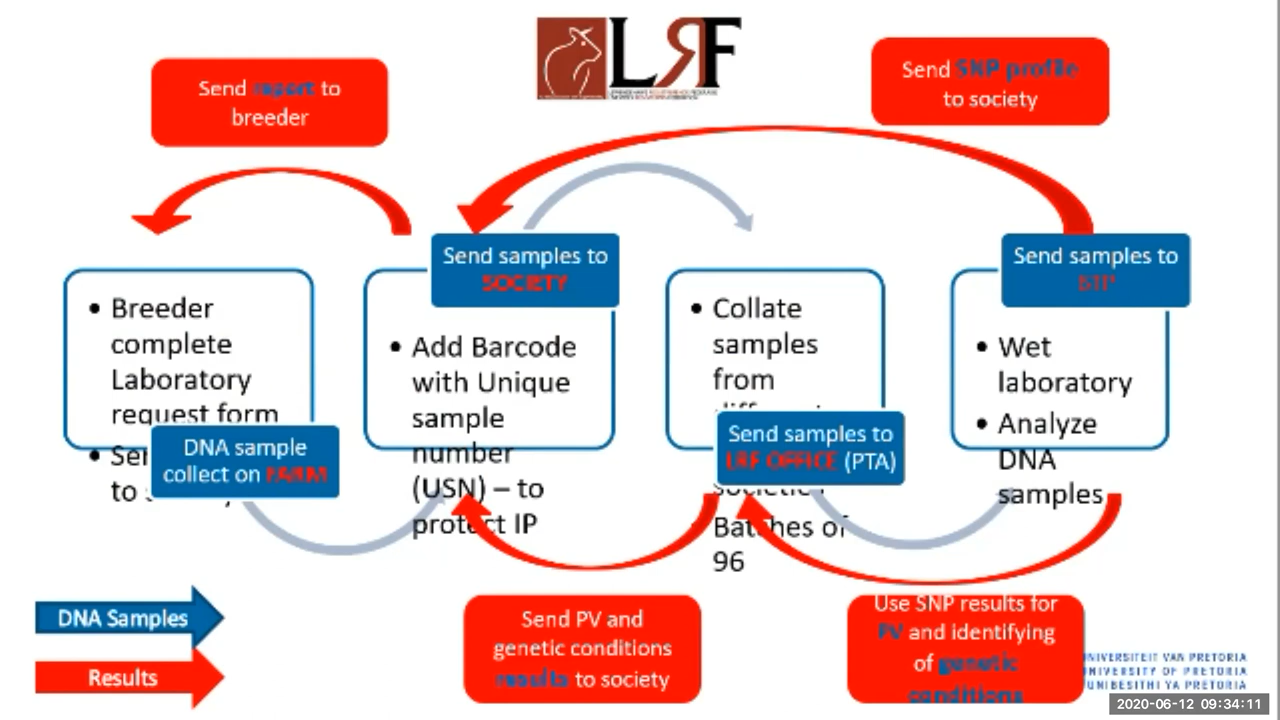 LRF
Send report to
breeder
Send SNP profile
to society
Send samples to
SOCIETY
Send samples to
BTP
• Breeder
complete
Laboratory
request form
•
to
DNA sample
collect on FARM
• Add Barcode
with Unique
sample
number
(USN) – to
protect IP
• Collate
samples
from
Send samples to
LRF OFFICE (PTA)
societies
Batches of
96
• Wet
laboratory
• Analyze
DNA
samples
DNA Samples
Results
Send PV and
genetic conditions
results to society
Use SNP results for
PV and identifying
of genetic
conditions
UNIVERSITEIT VAN PRETORIA
UNIVERSITY OF PRETORIA
YUNIBESITHI YA PRETORIA
2020-06-12 09:34:11